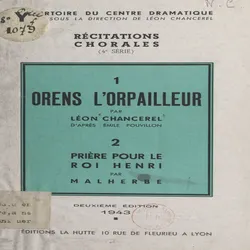 RÉPERTOIRE DU CENTRE DRAMATIQUE
SOUS LA DIRECTION DE LÉON CHANCEREL
RÉCITATIONS
CHORALES
1
ORENS L'ORPAILLEUR
PAR
LÉON CHANCEREL
D'APRÈS ÉMILE POUVILLON
2
PRIÈRE POUR LE
ROI HENRI
PAR
MALHERBE
DEUXIÈME ÉDITION
1943
ÉDITIONS LA HUTTE 10 RUE DE FLEURIEU A LYON